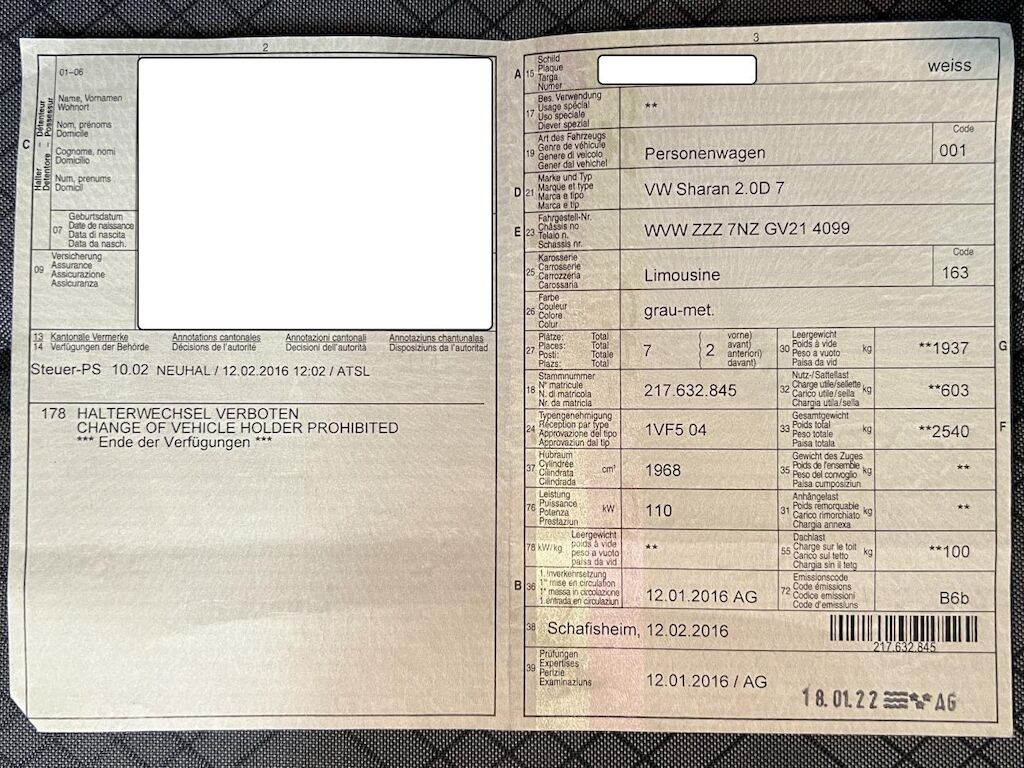 2
01–06
Name, Vornamen
Wohnort
Nom, prénoms
Domicile
Cognome, nomi
Domicilio
Num, prenums
Domicil
C
Halter – Détenteur
Detentore – Possessur
07
Geburtsdatum
Date de naissance
Data di nascita
Data da nasch.
09
Versicherung
Assurance
Assicurazione
Assicuranza
13 Kantonale Vermerke Annotations cantonales Annotazioni cantonali Annotaziuns chantunalas
14 Verfügungen der Behörde Décisions de l'autorité Decisioni dell'autorità Disposiziuns da l'autoritad
Steuer-PS 10.02 NEUHAL / 12.02.2016 12:02 / ATSL
178 HALTERWECHSEL VERBOTEN
CHANGE OF VEHICLE HOLDER PROHIBITED
*** Ende der Verfügungen ***
3
A 15
Schild
Plaque
Targa
Numer
weiss
17
Bes. Verwendung
Usage spécial
Uso speciale
Diever spezial
**
19
Art des Fahrzeugs
Genre de véhicule
Genere di veicolo
Gener dal vehichel
Personenwagen
Code
001
D 21
Marke und Typ
Marque et type
Marca e tipo
Marca e tip
VW Sharan 2.0D 7
E 23
Fahrgestell-Nr.
Châssis no
Telaio n.
Schassis nr.
WVW ZZZ 7NZ GV21 4099
25
Karosserie
Carrosserie
Carrozzeria
Carossaria
Limousine
Code
163
26
Farbe
Couleur
Colore
Colur
grau-met.
27
Plätze: Total
Places: Total
Posti: Totale
Plazs: Total
7
( 2
vorne)
avant)
anteriori)
davant)
30
Leergewicht
Poids à vide
Peso a vuoto
Paisa da vid
kg
**1937
G
18
Stammnummer
N° matricule
N. di matricola
Nr. da matricla
217.632.845
32
Nutz-/Sattellast
Charge utile/sellette
Carico utile/sella
Chargia utila/sella
kg
**603
24
Typengenehmigung
Réception par type
Approvazione del tipo
Approvaziun dal tip
1VF5 04
33
Gesamtgewicht
Poids total
Peso totale
Paisa totala
kg
**2540
F
37
Hubraum
Cylindrée
Cilindrata
Cilindrada
cm³
1968
35
Gewicht des Zuges
Poids de l'ensemble
Peso del convoglio
Paisa cumposiziun
kg
**
76
Leistung
Puissance
Potenza
Prestaziun
kW
110
31
Anhängelast
Poids remorquable
Carico rimorchiato
Chargia annexa
kg
**
78 kW/kg
Leergewicht
poids à vide
peso a vuoto
paisa da vid
**
55
Dachlast
Charge sur le toit
Carico sul tetto
Chargia sin il tetg
kg
**100
B 36
1. Inverkehrsetzung
1re mise en circulation
1a messa in circolazione
1. entrada en circulaziun
12.01.2016 AG
72
Emissionscode
Code émissions
Codice emissioni
Code d'emissiuns
B6b
38
Schafisheim, 12.02.2016
217.632.845
39
Prüfungen
Expertises
Perizie
Examinaziuns
12.01.2016 / AG
18.01.22 AG